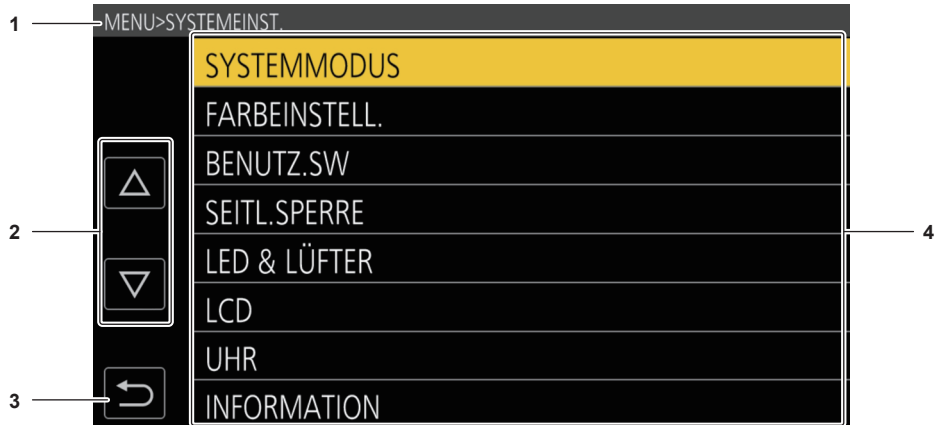 1
MENU>SYSTEMEINST.
SYSTEMMODUS
FARBEINSTELL.
BENUTZ.SW
SEITL.SPERRE
2
4
LED & LÜFTER
LCD
UHR
3
INFORMATION